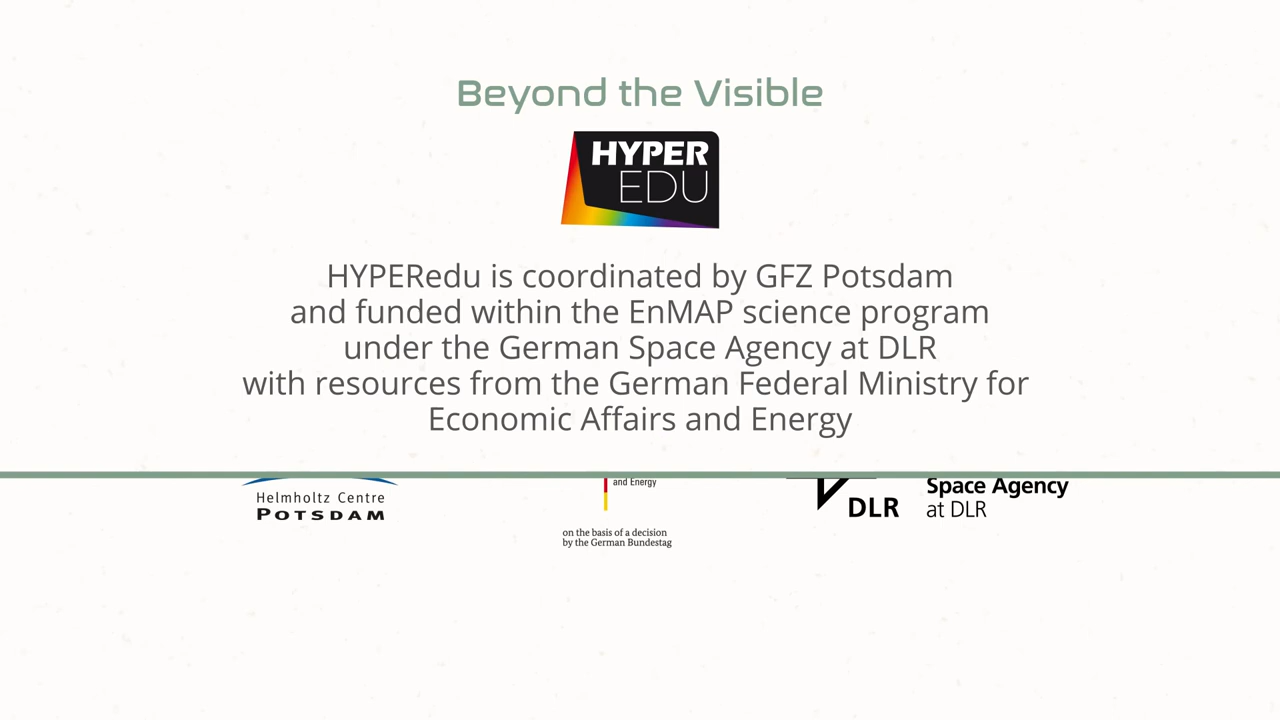 Beyond the Visible
HYPER
EDU
HYPERedu is coordinated by GFZ Potsdam
and funded within the EnMAP science program
under the German Space Agency at DLR
with resources from the German Federal Ministry for
Economic Affairs and Energy
Helmholtz Centre
POTSDAM
and Energy
on the basis of a decision
by the German Bundestag
DLR
Space Agency
at DLR